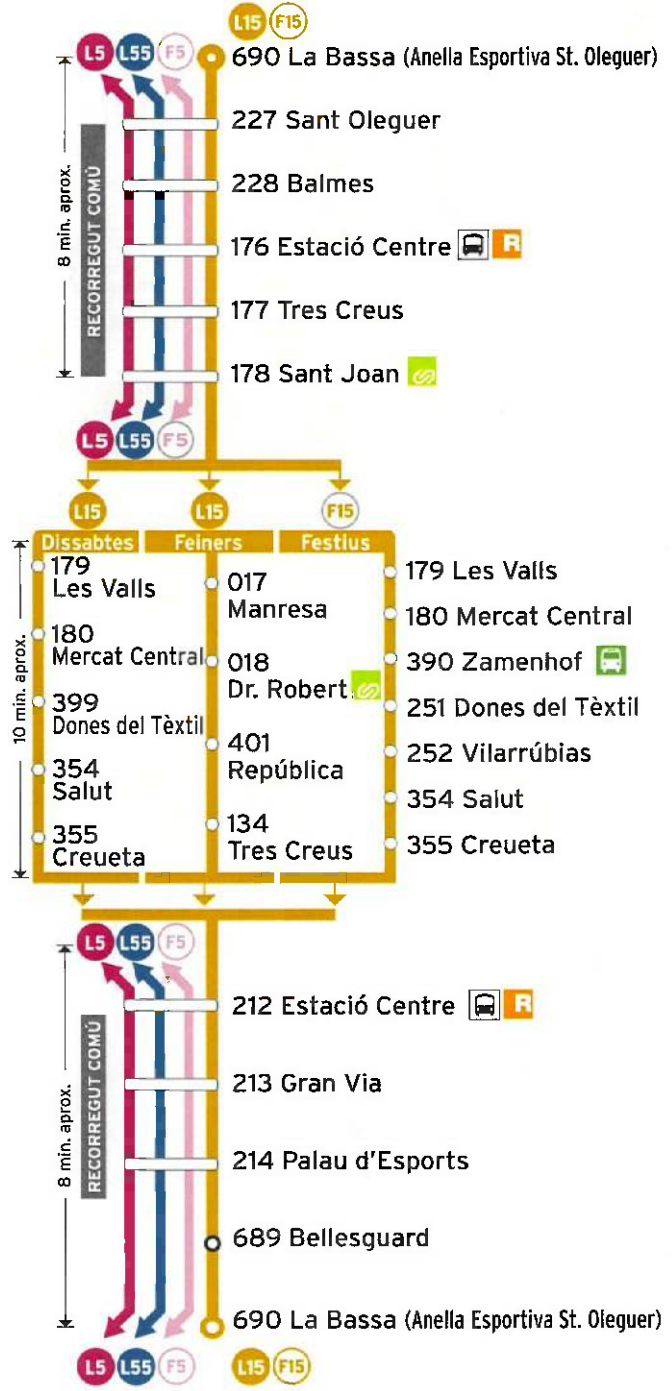 L15 F15
L5 L55 F5
690 La Bassa (Anella Esportiva St. Oleguer)
227 Sant Oleguer
228 Balmes
176 Estació Centre R
177 Tres Creus
178 Sant Joan
8 min. aprox.
RECORREGUT COMÚ
L5 L55 F5
L15 L15 F15
Dissabtes Feiners Festius
10 min. aprox.
179
Les Valls
180
Mercat Central
399
Dones del Tèxtil
354
Salut
355
Creueta
017
Manresa
018
Dr. Robert
401
República
134
Tres Creus
179 Les Valls
180 Mercat Central
390 Zamenhof
251 Dones del Tèxtil
252 Vilarrúbias
354 Salut
355 Creueta
L5 L55 F5
212 Estació Centre R
213 Gran Via
214 Palau d'Esports
689 Bellesguard
690 La Bassa (Anella Esportiva St. Oleguer)
8 min. aprox.
RECORREGUT COMÚ
L5 L55 F5 L15 F15